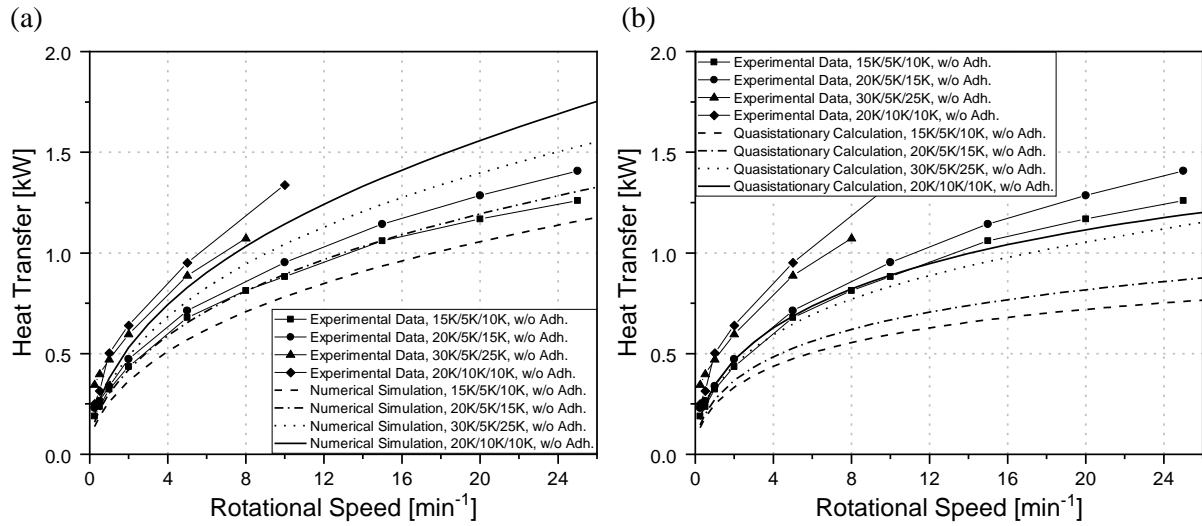 (a)
2.0
1.5
1.0
0.5
0.0
Heat Transfer [kW]
Experimental Data, 15K/5K/10K, w/o Adh.
Experimental Data, 20K/5K/15K, w/o Adh.
Experimental Data, 30K/5K/25K, w/o Adh.
Experimental Data, 20K/10K/10K, w/o Adh.
Numerical Simulation, 15K/5K/10K, w/o Adh.
Numerical Simulation, 20K/5K/15K, w/o Adh.
Numerical Simulation, 30K/5K/25K, w/o Adh.
Numerical Simulation, 20K/10K/10K, w/o Adh.
0 4 8 12 16 20 24
Rotational Speed [min⁻¹]
(b)
2.0
1.5
1.0
0.5
0.0
Heat Transfer [kW]
Experimental Data, 15K/5K/10K, w/o Adh.
Experimental Data, 20K/5K/15K, w/o Adh.
Experimental Data, 30K/5K/25K, w/o Adh.
Experimental Data, 20K/10K/10K, w/o Adh.
Quasistationary Calculation, 15K/5K/10K, w/o Adh.
Quasistationary Calculation, 20K/5K/15K, w/o Adh.
Quasistationary Calculation, 30K/5K/25K, w/o Adh.
Quasistationary Calculation, 20K/10K/10K, w/o Adh.
0 4 8 12 16 20 24
Rotational Speed [min⁻¹]